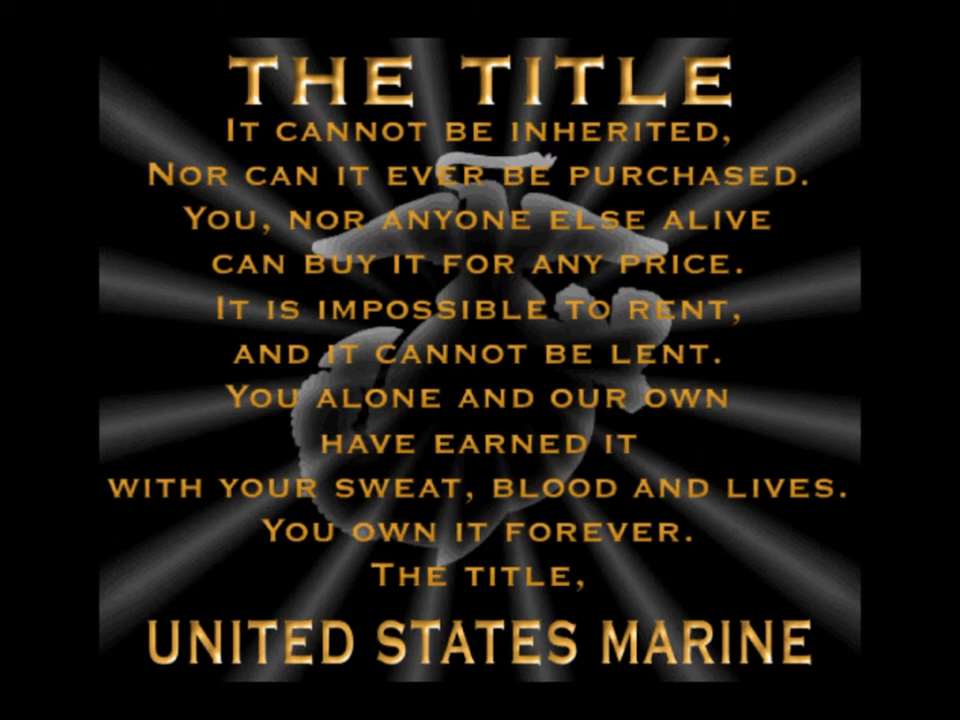 THE TITLE
IT CANNOT BE INHERITED,
NOR CAN IT EVER BE PURCHASED.
YOU, NOR ANYONE ELSE ALIVE
CAN BUY IT FOR ANY PRICE.
IT IS IMPOSSIBLE TO RENT,
AND IT CANNOT BE LENT.
YOU ALONE AND OUR OWN
HAVE EARNED IT
WITH YOUR SWEAT, BLOOD AND LIVES.
YOU OWN IT FOREVER.
THE TITLE,
UNITED STATES MARINE